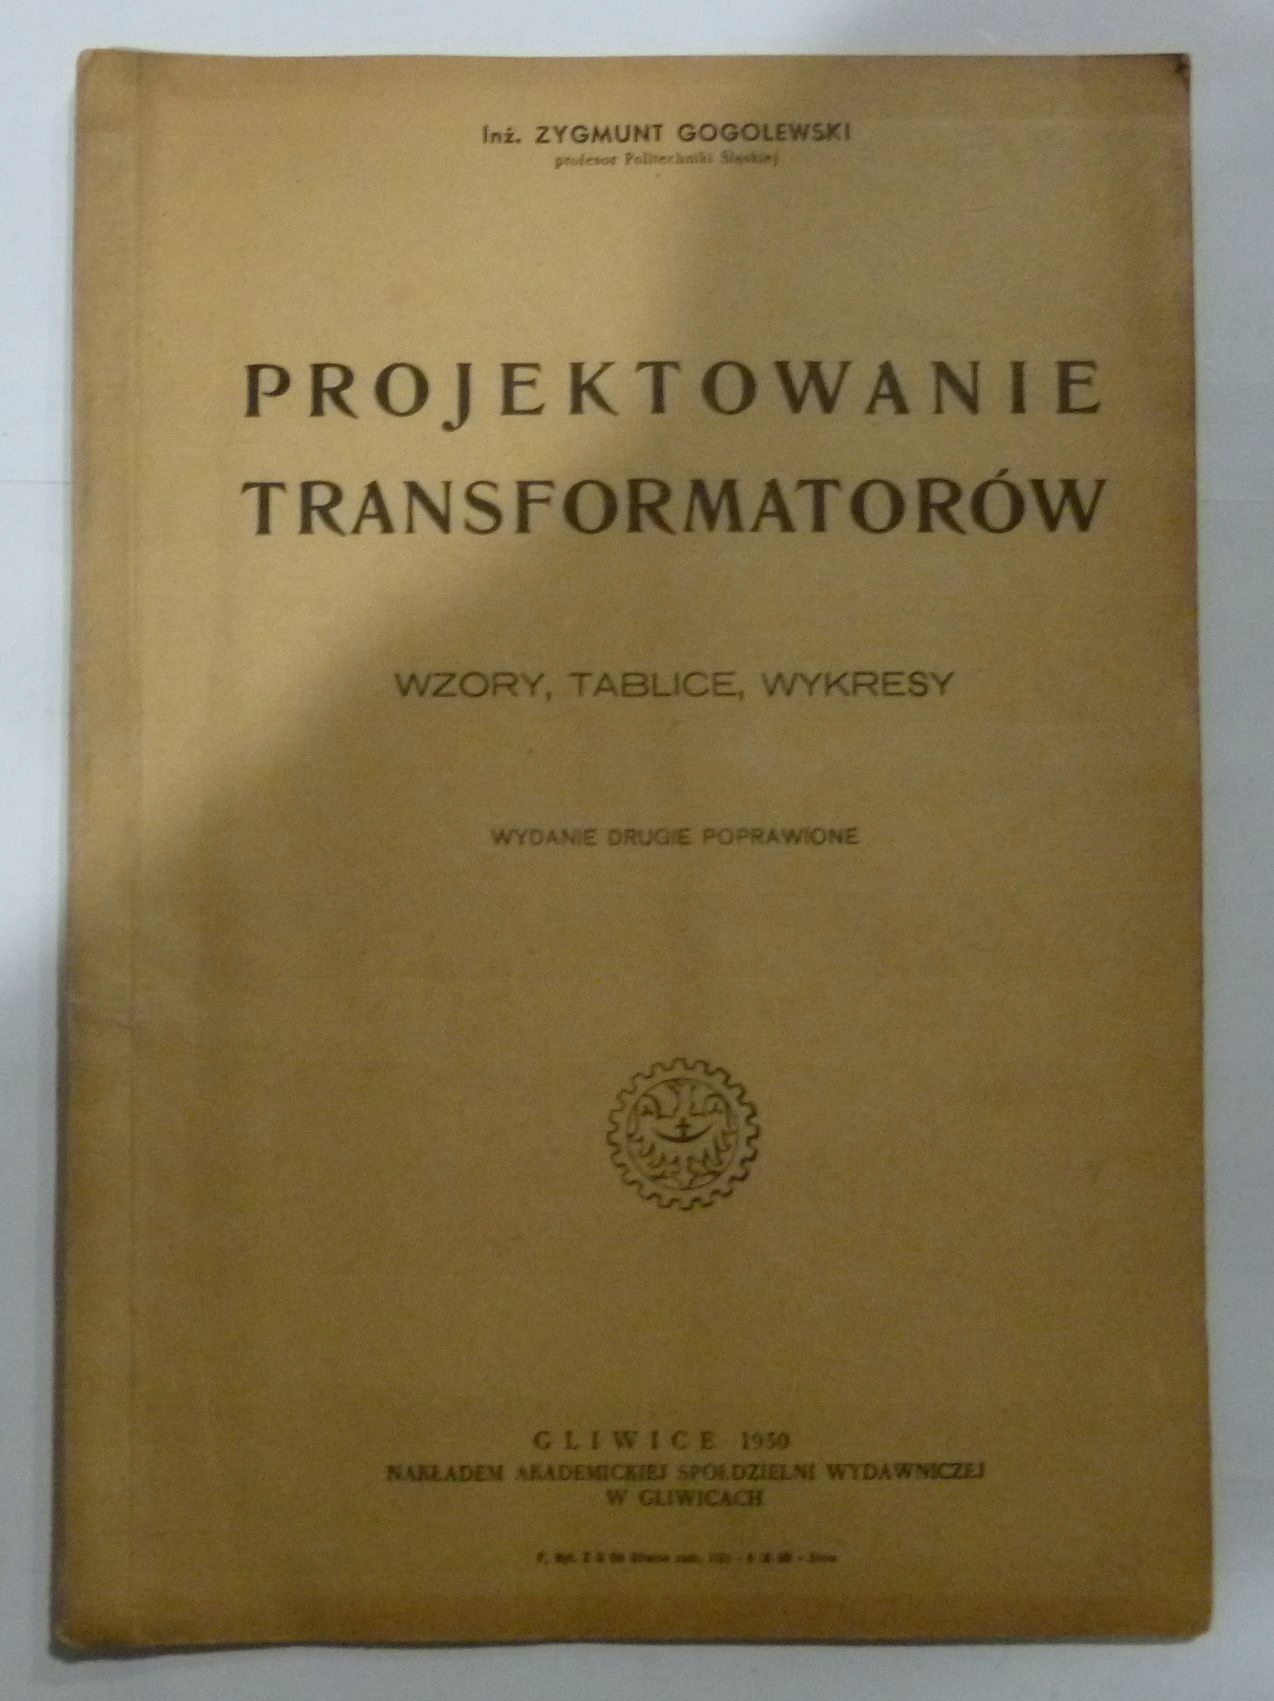 Inż. ZYGMUNT GOGOLEWSKI
profesor Politechniki Śląskiej
PROJEKTOWANIE
TRANSFORMATORÓW
WZORY, TABLICE, WYKRESY
WYDANIE DRUGIE POPRAWIONE
GLIWICE 1950
NAKŁADEM AKADEMICKIEJ SPÓŁDZIELNI WYDAWNICZEJ
W GLIWICACH